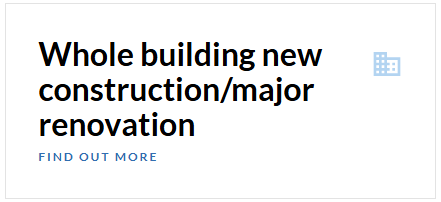 Whole building new
construction/major
renovation
FIND OUT MORE